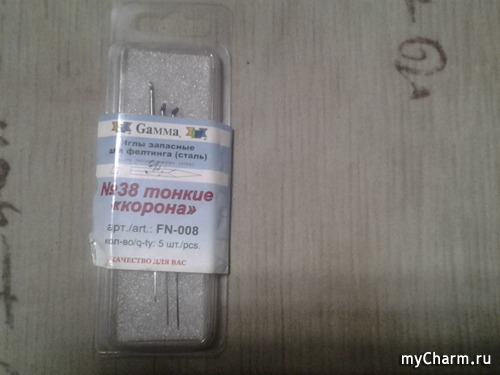 Gamma
Иглы запасные
для фелтинга (сталь)
№38 тонкие
«корона»
арт./art.: FN-008
кол-во/q-ty: 5 шт./pcs.
КАЧЕСТВО ДЛЯ ВАС
myCharm.ru